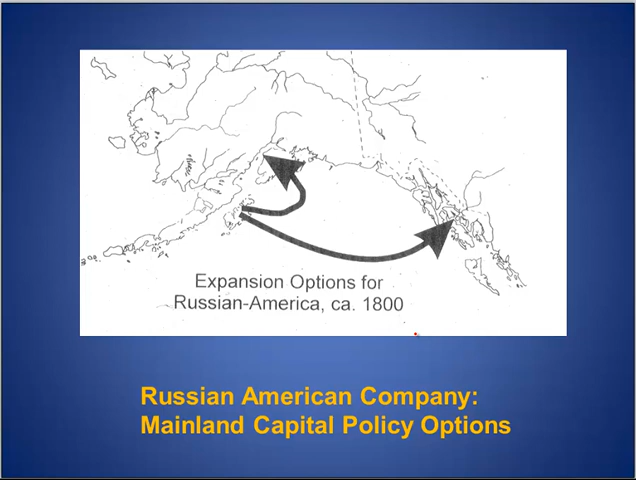 Expansion Options for
Russian-America, ca. 1800
Russian American Company:
Mainland Capital Policy Options